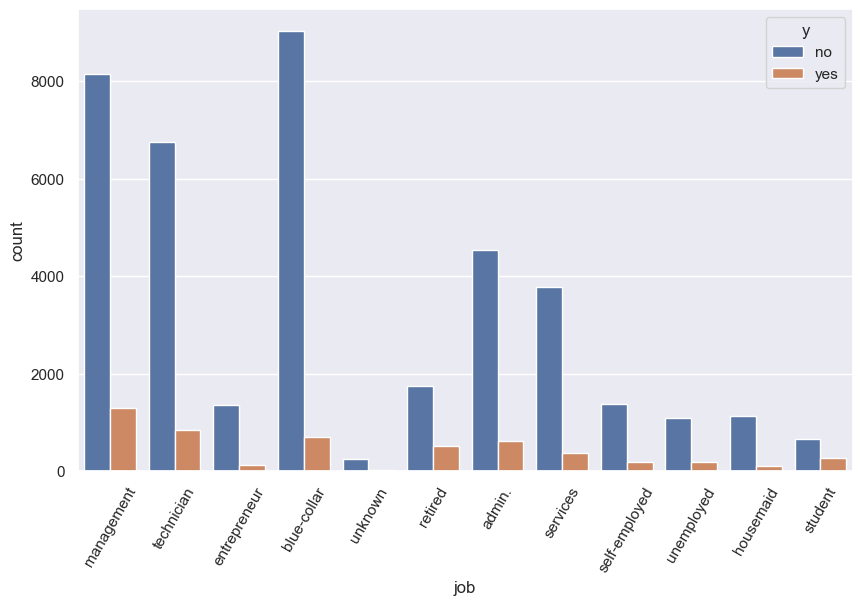 y
no
yes
8000
6000
4000
2000
0
count
management
technician
entrepreneur
blue-collar
unknown
retired
admin.
services
self-employed
unemployed
housemaid
student
job